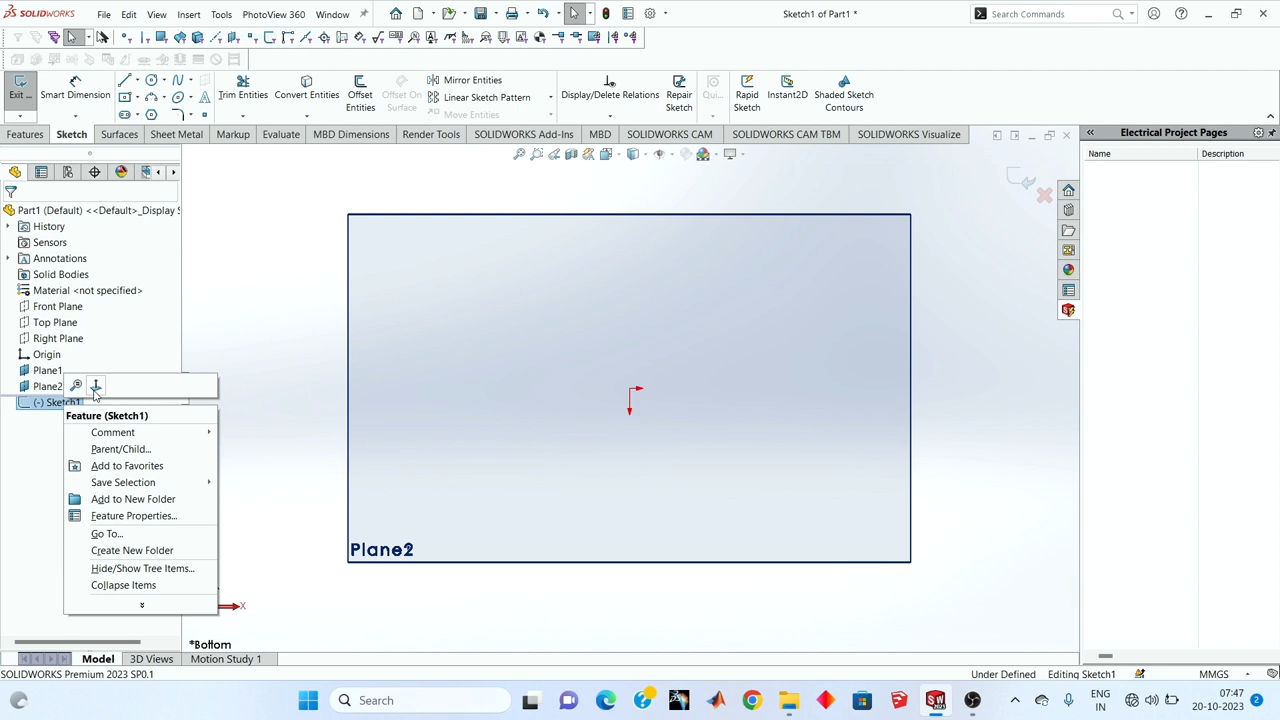 SOLIDWORKS File Edit View Insert Tools PhotoView 360 Window Sketch1 of Part1 * Search Commands
Exit ... Smart Dimension Trim Entities Convert Entities Offset Entities Offset On Surface Mirror Entities Linear Sketch Pattern Move Entities Display/Delete Relations Repair Sketch Qui... Rapid Sketch Instant2D Shaded Sketch Contours
Features Sketch Surfaces Sheet Metal Markup Evaluate MBD Dimensions Render Tools SOLIDWORKS Add-Ins MBD SOLIDWORKS CAM SOLIDWORKS CAM TBM SOLIDWORKS Visualize
Electrical Project Pages
Name Description
Part1 (Default) <<Default>_Display S
History
Sensors
Annotations
Solid Bodies
Material <not specified>
Front Plane
Top Plane
Right Plane
Origin
Plane1
Plane2
(-) Sketch1
Feature (Sketch1)
Comment
Parent/Child...
Add to Favorites
Save Selection
Add to New Folder
Feature Properties...
Go To...
Create New Folder
Hide/Show Tree Items...
Collapse Items
Plane2
X
*Bottom
Model 3D Views Motion Study 1
SOLIDWORKS Premium 2023 SP0.1 Under Defined Editing Sketch1 MMGS
Search ENG IN 07:47 20-10-2023 2